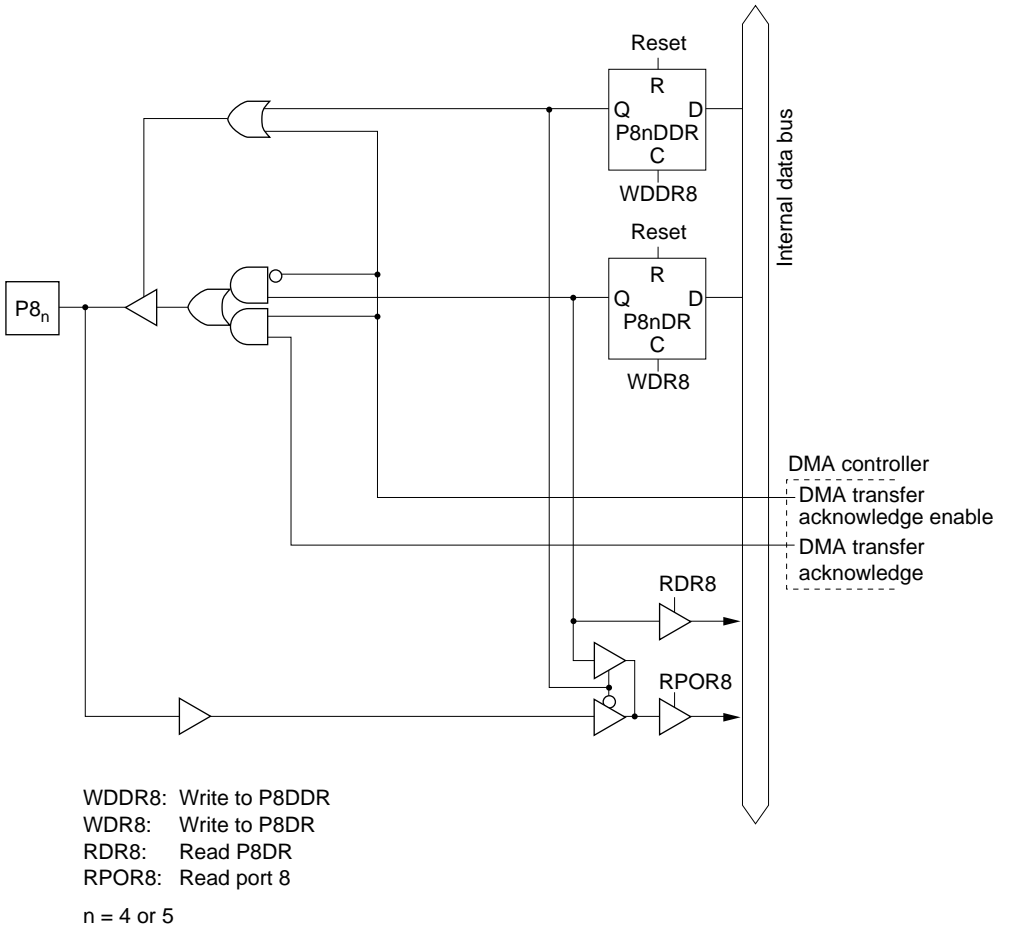 Reset
R
Q D
P8nDDR
C
WDDR8
Internal data bus
Reset
R
Q D
P8nDR
C
WDR8
P8n
DMA controller
DMA transfer
acknowledge enable
DMA transfer
acknowledge
RDR8
RPOR8
WDDR8: Write to P8DDR
WDR8: Write to P8DR
RDR8: Read P8DR
RPOR8: Read port 8
n = 4 or 5